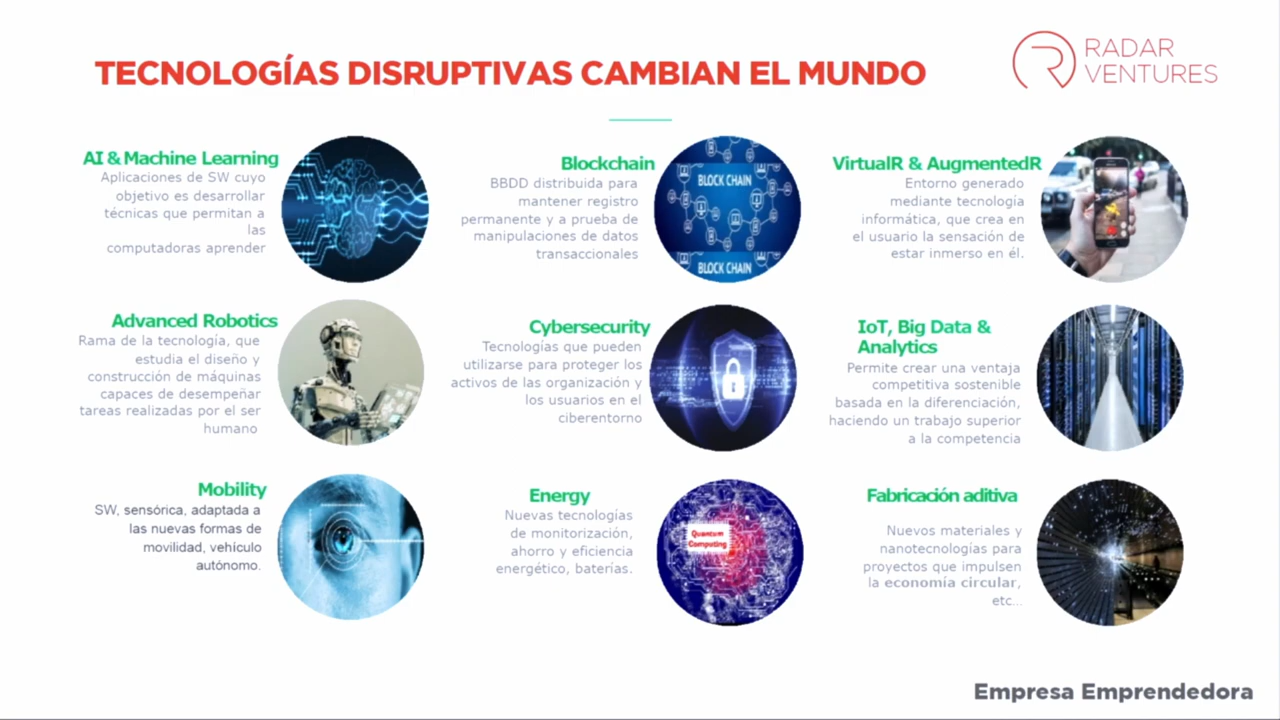 TECNOLOGÍAS DISRUPTIVAS CAMBIAN EL MUNDO
RADAR
VENTURES
AI & Machine Learning
Aplicaciones de SW cuyo
objetivo es desarrollar
técnicas que permitan a
las
computadoras aprender
Blockchain
BBDD distribuida para
mantener registro
permanente y a prueba de
manipulaciones de datos
transaccionales
BLOCK CHAIN
BLOCK CHAIN
VirtualR & AugmentedR
Entorno generado
mediante tecnología
informática, que crea en
el usuario la sensación de
estar inmerso en él.
Advanced Robotics
Rama de la tecnología, que
estudia el diseño y
construcción de máquinas
capaces de desempeñar
tareas realizadas por el ser
humano
Cybersecurity
Tecnologías que pueden
utilizarse para proteger los
activos de las organización y
los usuarios en el
ciberentorno
IoT, Big Data &
Analytics
Permite crear una ventaja
competitiva sostenible
basada en la diferenciación,
haciendo un trabajo superior
a la competencia
Mobility
SW, sensórica, adaptada a
las nuevas formas de
movilidad, vehículo
autónomo.
Energy
Nuevas tecnologías
de monitorización,
ahorro y eficiencia
energético, baterías.
Quantum
Computing
Fabricación aditiva
Nuevos materiales y
nanotecnologías para
proyectos que impulsen
la economía circular,
etc...
Empresa Emprendedora